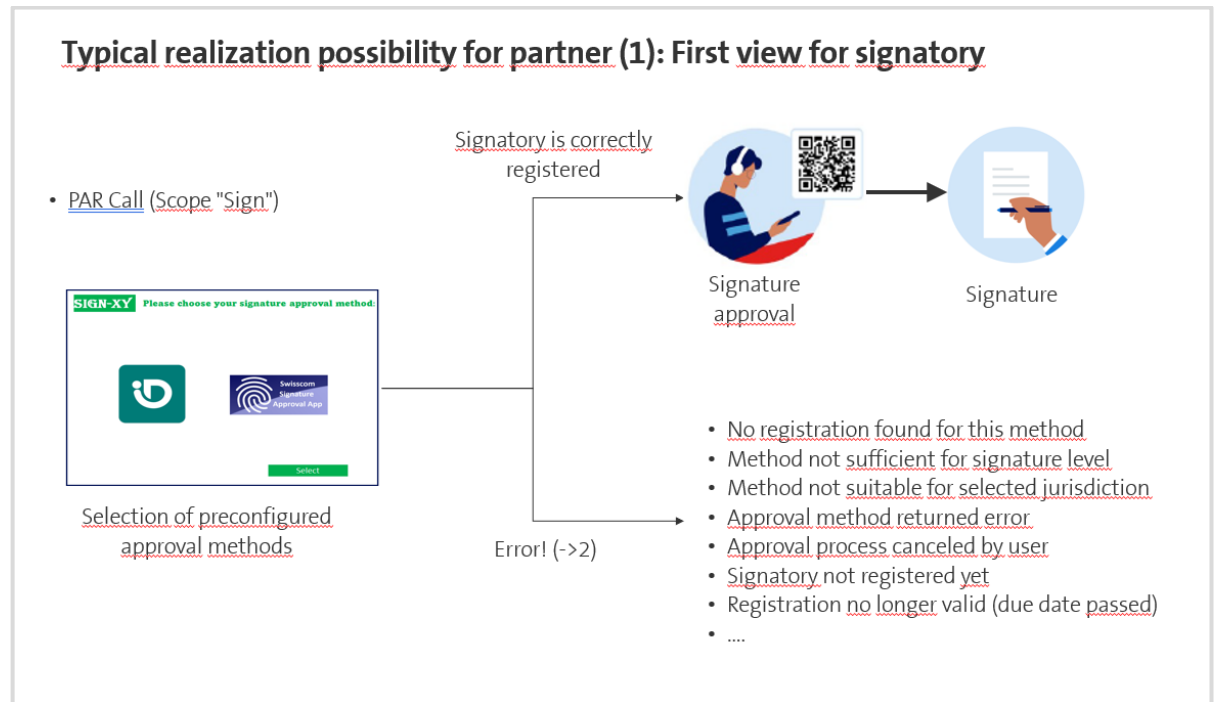 Typical realization possibility for partner (1): First view for signatory
Signatory is correctly
registered
• PAR Call (Scope "Sign")
SIGN-XY Please choose your signature approval method:
iD
Swisscom
Signature
Approval App
Select
Selection of preconfigured
approval methods
Signature
approval
Signature
Error! (->2)
• No registration found for this method
• Method not sufficient for signature level
• Method not suitable for selected jurisdiction
• Approval method returned error
• Approval process canceled by user
• Signatory not registered yet
• Registration no longer valid (due date passed)
• ....